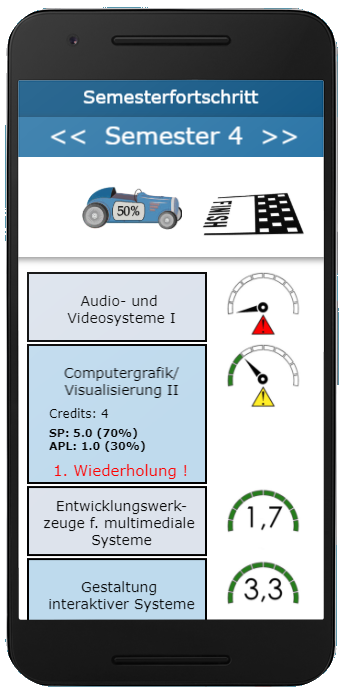 Semesterfortschritt
<< Semester 4 >>
50%
FINISH
Audio- und
Videosysteme I
Computergrafik/
Visualisierung II
Credits: 4
SP: 5.0 (70%)
APL: 1.0 (30%)
1. Wiederholung !
Entwicklungswerk-
zeuge f. multimediale
Systeme
1,7
Gestaltung
interaktiver Systeme
3,3